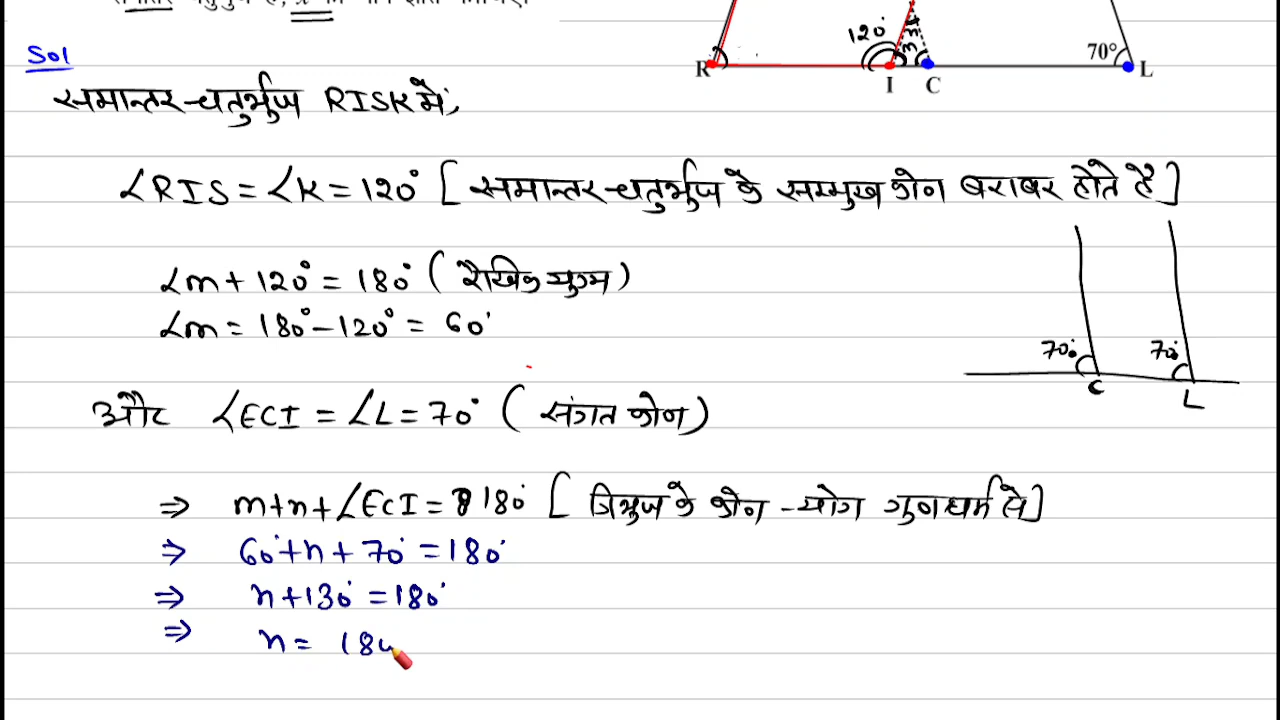 120°
n
m
70°
R I C L
Sol
समान्तर-चतुर्भुज RISK में,
∠RIS = ∠K = 120° [ समान्तर-चतुर्भुज के सम्मुख कोण बराबर होते है ]
∠m + 120° = 180° ( रैखिक युग्म )
∠m = 180° - 120° = 60°
70° 70°
C
L
और ∠ECI = ∠L = 70° ( संगत कोण )
⇒ m + n + ∠ECI = 180° [ त्रिभुज के कोण - योग गुणधर्म से ]
⇒ 60° + n + 70° = 180°
⇒ n + 130° = 180°
⇒ n = 18